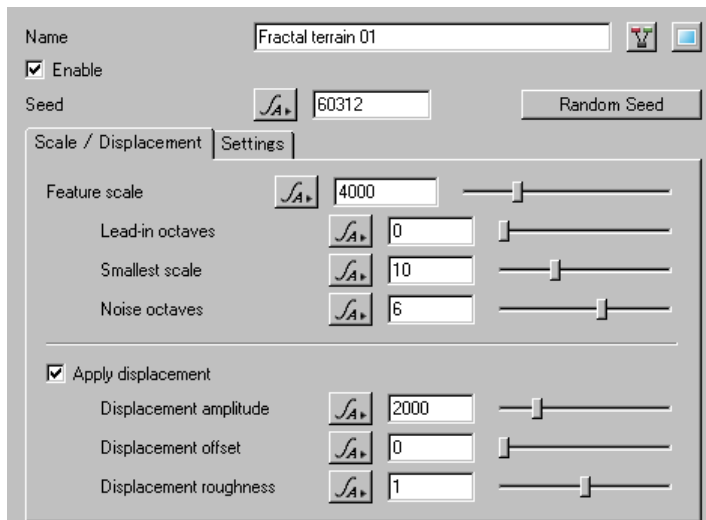 Name Fractal terrain 01
Enable
Seed 60312 Random Seed
Scale / Displacement Settings
Feature scale 4000
Lead-in octaves 0
Smallest scale 10
Noise octaves 6
Apply displacement
Displacement amplitude 2000
Displacement offset 0
Displacement roughness 1